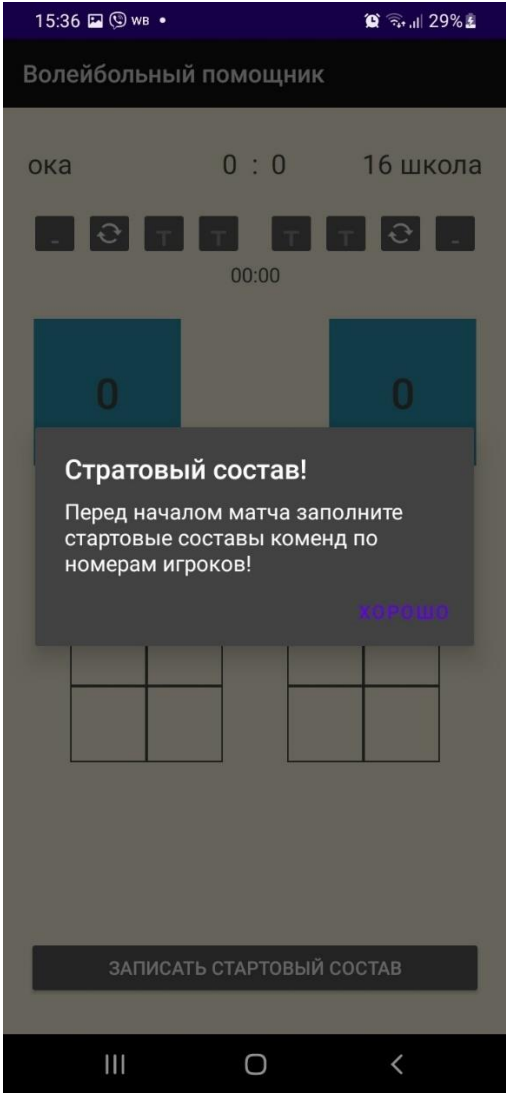 15:36 WB 29%
Волейбольный помощник
ока 0 : 0 16 школа
- T T T T -
00:00
0 0
Стратовый состав!
Перед началом матча заполните
стартовые составы коменд по
номерам игроков!
ХОРОШО
ЗАПИСАТЬ СТАРТОВЫЙ СОСТАВ